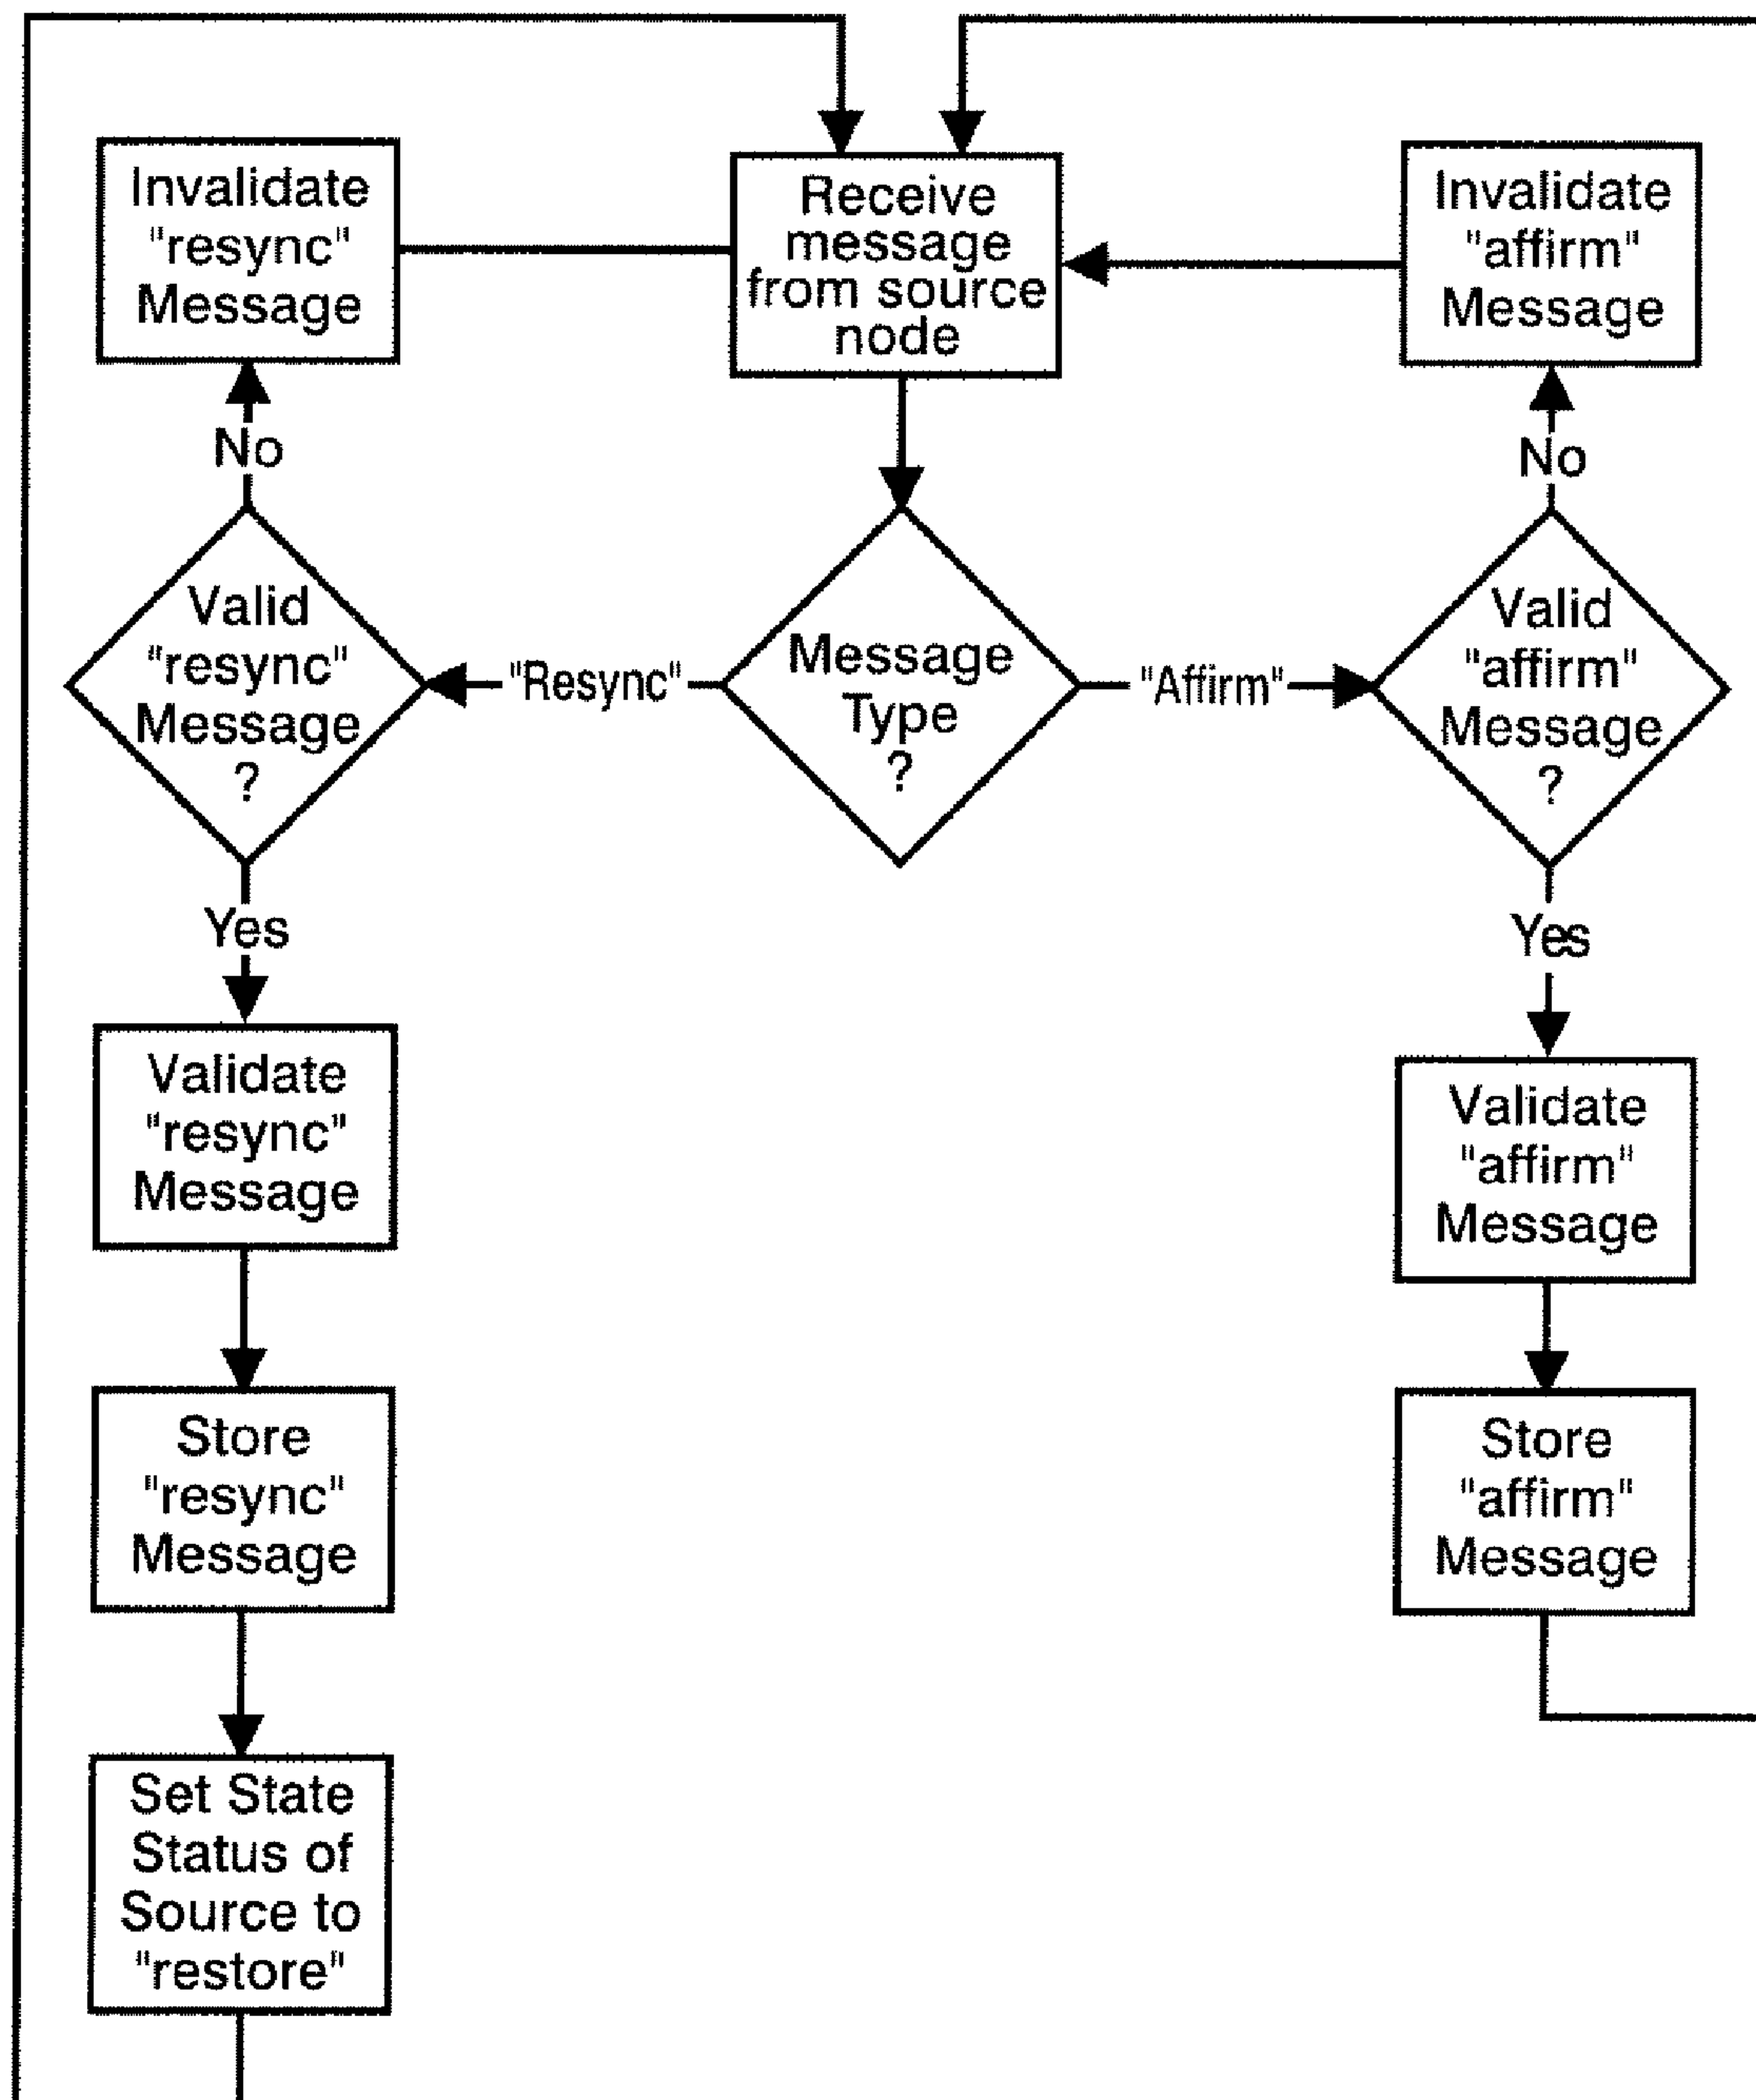 Invalidate
"resync"
Message
Receive
message
from source
node
Invalidate
"affirm"
Message
No
No
Valid
"resync"
Message
?
"Resync"
Message
Type
?
"Affirm"
Valid
"affirm"
Message
?
Yes
Yes
Validate
"resync"
Message
Validate
"affirm"
Message
Store
"resync"
Message
Store
"affirm"
Message
Set State
Status of
Source to
"restore"